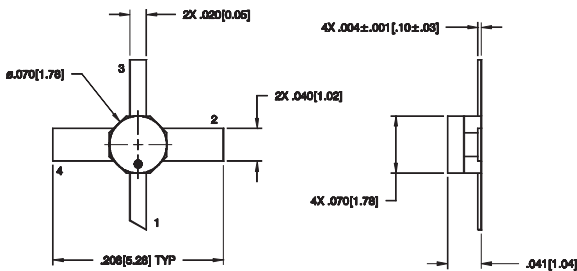 2X .020[0.05]
4X .004±.001[.10±.03]
3
ø.070[1.78]
2X .040[1.02]
2
4
4X .070[1.78]
1
.208[5.28] TYP
.041[1.04]